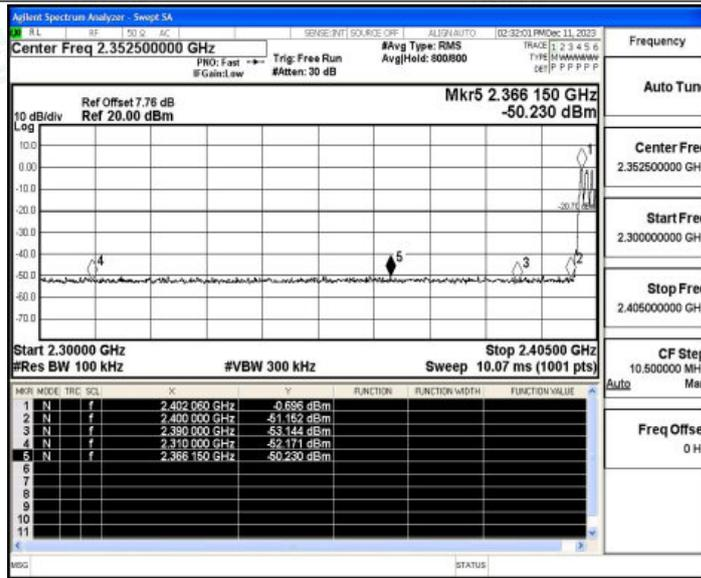 Agilent Spectrum Analyzer - Swept SA
RL RF 50 Ω AC SENSE:INT SOURCE OFF ALIGNAUTO 02:32:01 PM Dec 11, 2023
Center Freq 2.352500000 GHz
PNO: Fast
IFGain:Low
Trig: Free Run
#Atten: 30 dB
#Avg Type: RMS
Avg|Hold: 800/800
TRACE 1 2 3 4 5 6
TYPE M WWWWW
DET P P P P P P
Ref Offset 7.76 dB
Ref 20.00 dBm
10 dB/div
Log
Mkr5 2.366 150 GHz
-50.230 dBm
10.0
0.00
-10.0
-20.0
-30.0
-40.0
-50.0
-60.0
-70.0
1
2
3
4
5
Start 2.30000 GHz
#Res BW 100 kHz
#VBW 300 kHz
Stop 2.40500 GHz
Sweep 10.07 ms (1001 pts)
MKR MODE TRC SCL X Y FUNCTION FUNCTION WIDTH FUNCTION VALUE
1 N f 2.402 060 GHz -0.696 dBm
2 N f 2.400 000 GHz -51.152 dBm
3 N f 2.390 000 GHz -53.144 dBm
4 N f 2.310 000 GHz -52.171 dBm
5 N f 2.366 150 GHz -50.230 dBm
6
7
8
9
10
11
MSG
STATUS
Frequency
Auto Tun
Center Fre
2.352500000 GH
Start Fre
2.300000000 GH
Stop Fre
2.405000000 GH
CF Step
10.500000 MH
Auto Ma
Freq Offse
0 H